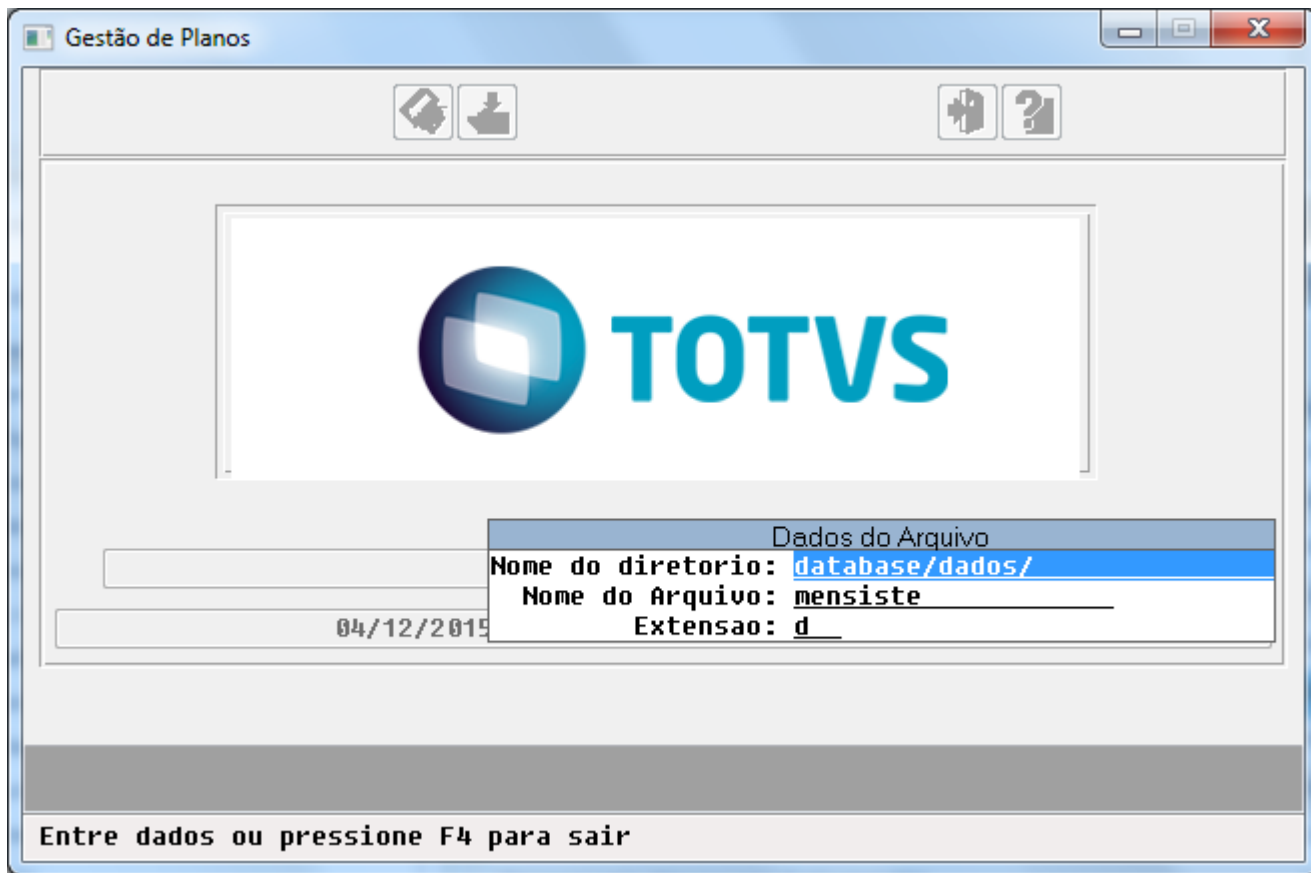 Gestão de Planos
TOTVS
Dados do Arquivo
Nome do diretorio: database/dados/
Nome do Arquivo: mensiste
04/12/2015
Extensao: d
Entre dados ou pressione F4 para sair